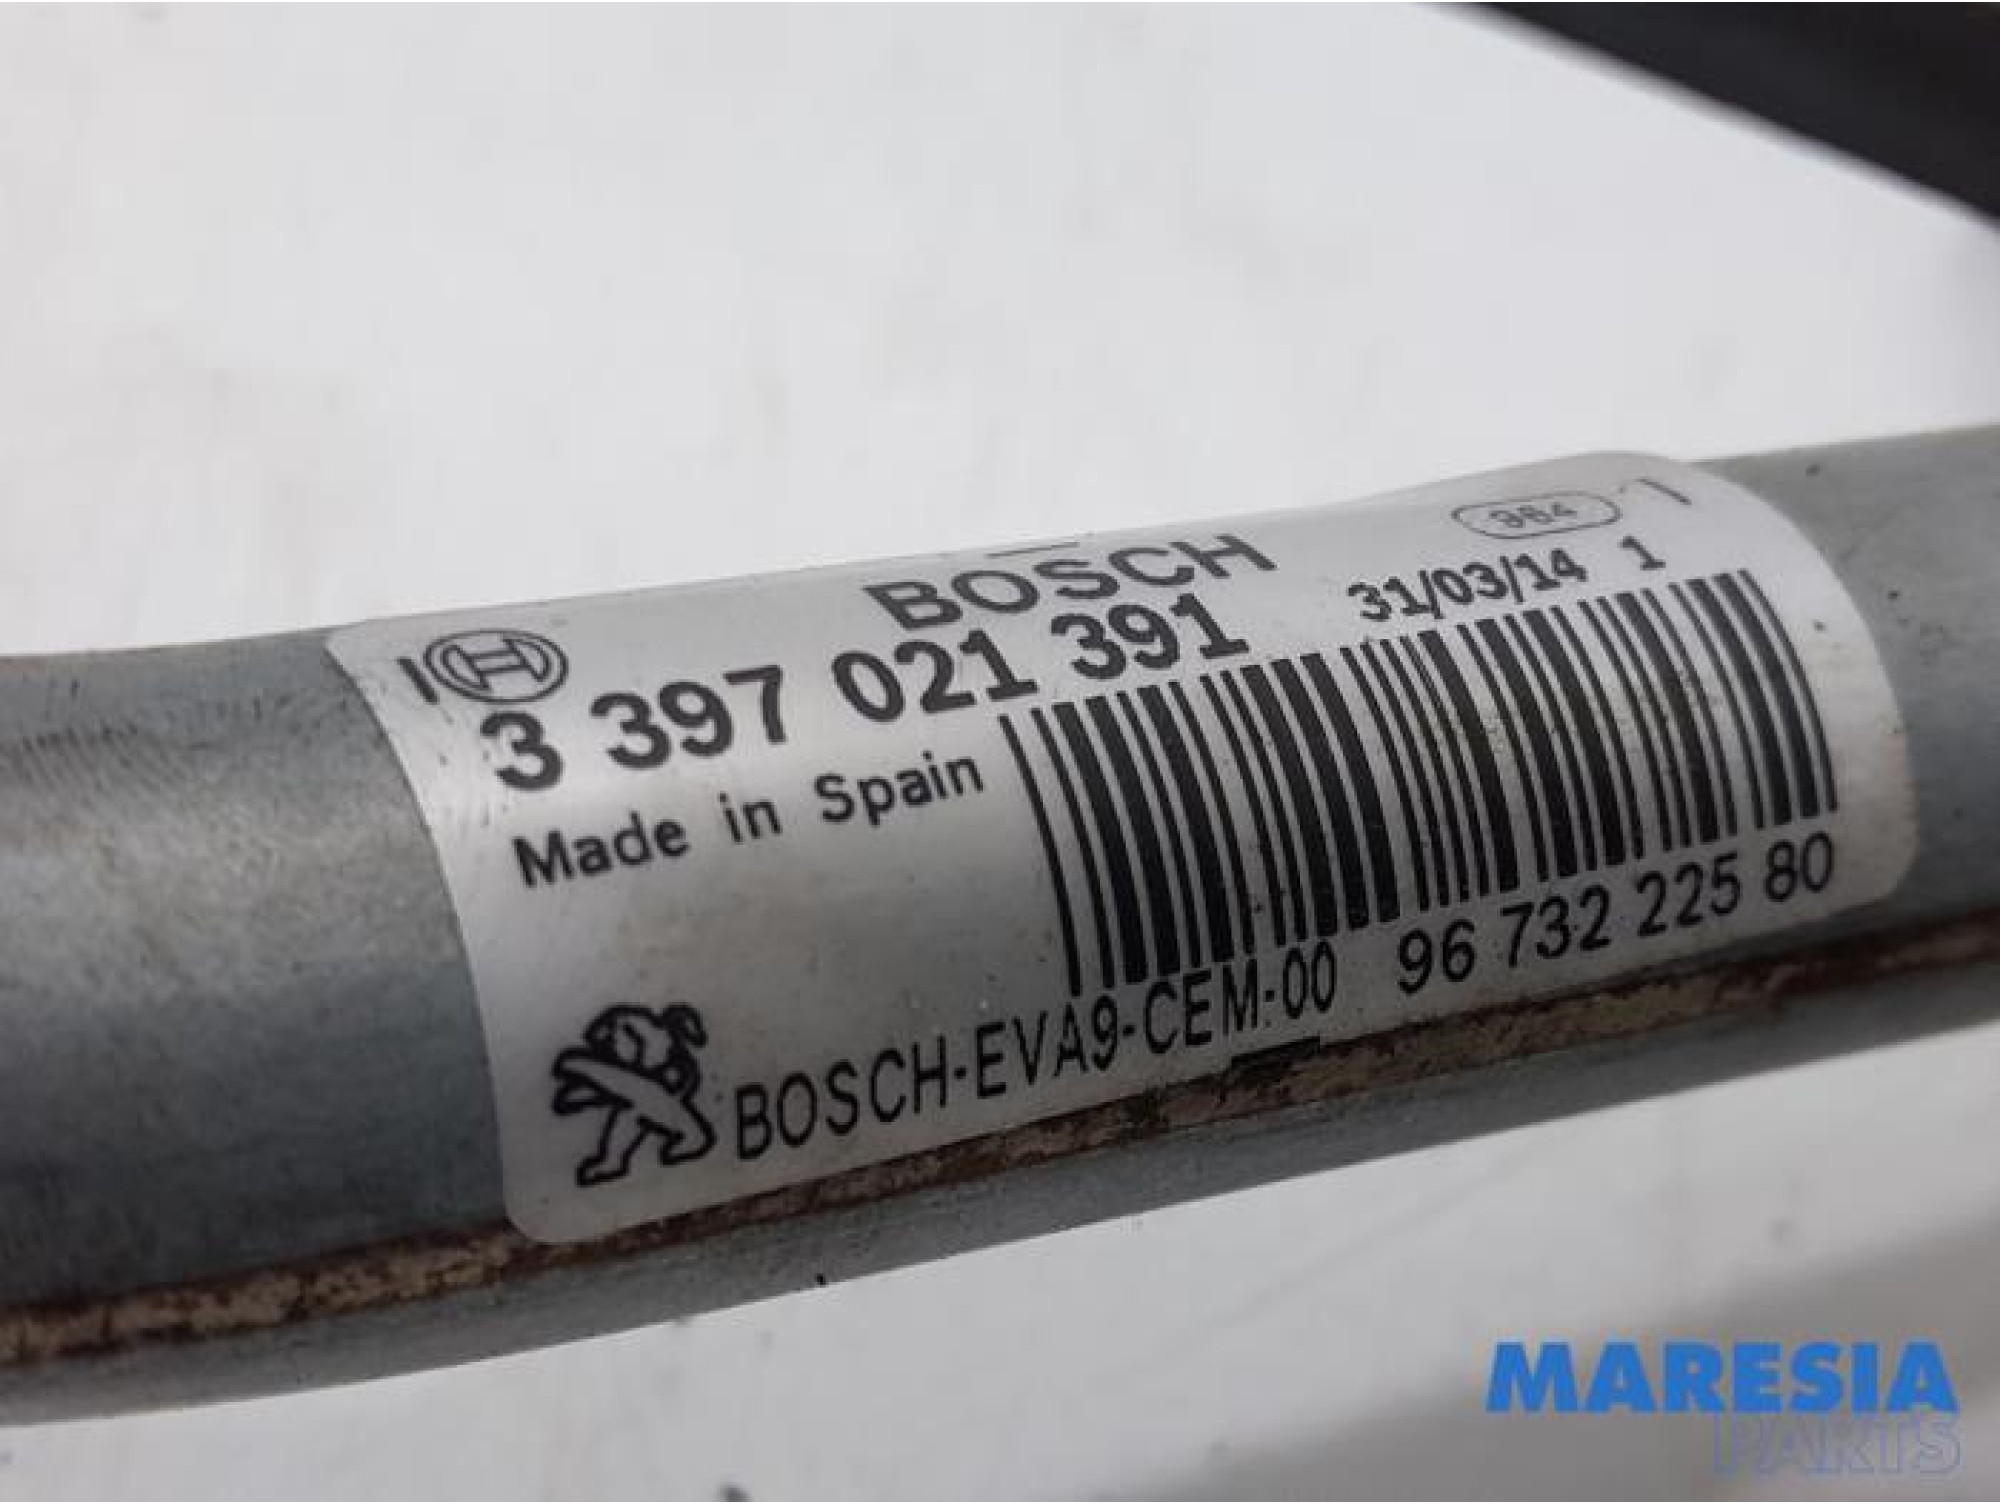 BOSCH
964
3 397 021 391
31/03/14 1
Made in Spain
BOSCH-EVA9-CEM-00 96 732 225 80
MARESIA
PARTS